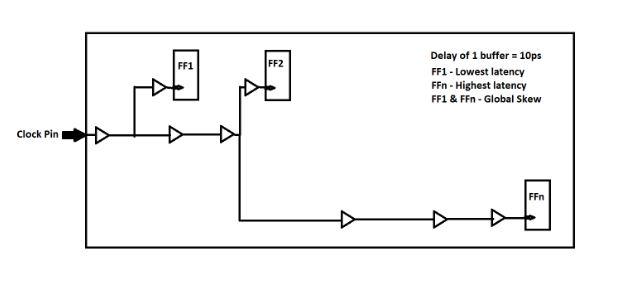 FF1
FF2
Delay of 1 buffer = 10ps
FF1 - Lowest latency
FFn - Highest latency
FF1 & FFn - Global Skew
Clock Pin
FFn